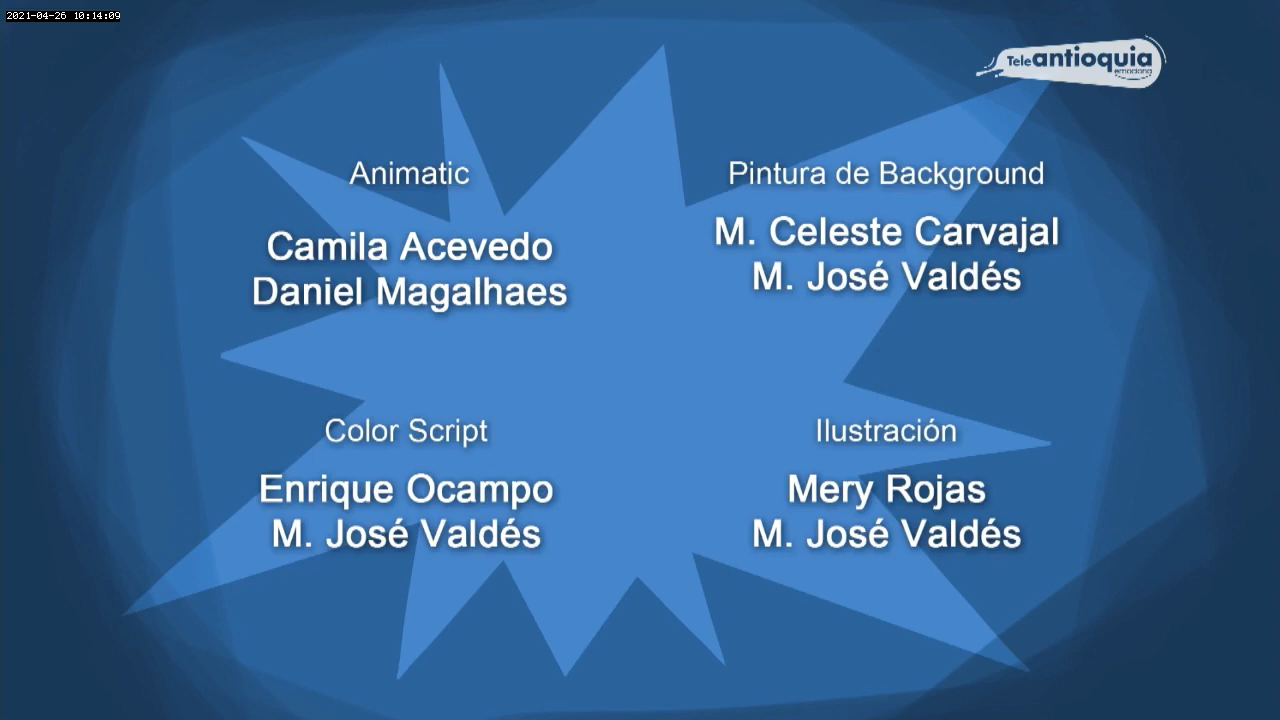 2021-04-26 10:14:09
Teleantioquia
emociona
Animatic
Camila Acevedo
Daniel Magalhaes
Pintura de Background
M. Celeste Carvajal
M. José Valdés
Color Script
Enrique Ocampo
M. José Valdés
Ilustración
Mery Rojas
M. José Valdés